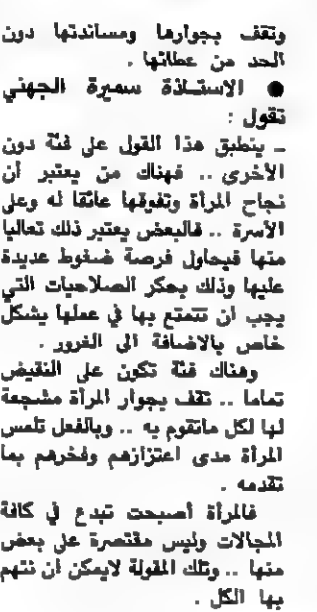 وتقف بجوارها ومساندتها دون
الحد من عطائها .
● الاستاذة سميرة الجهني
تقول :
ـ ينطبق هذا القول على فئة دون
الأخرى .. فهناك من يعتبر أن
نجاح المرأة وتفوقها عائقا له وعلى
الأسرة .. فالبعض يعتبر ذلك تعاليا
منها فيحاول فرصة ضغوط عديدة
عليها وذلك بحكر الصلاحيات التي
يجب ان تتمتع بها في عملها بشكل
خاص بالاضافة الى الغرور .
وهناك فئة تكون على النقيض
تماما .. تقف بجوار المرأة مشجعة
لها لكل ماتقوم به .. وبالفعل تلمس
المرأة مدى اعتزازهم وفخرهم بما
تقدمه .
فالمرأة أصبحت تبدع في كافة
المجالات وليس مقتصرة على بعض
منها .. وتلك المقولة لايمكن ان نتهم
بها الكل .